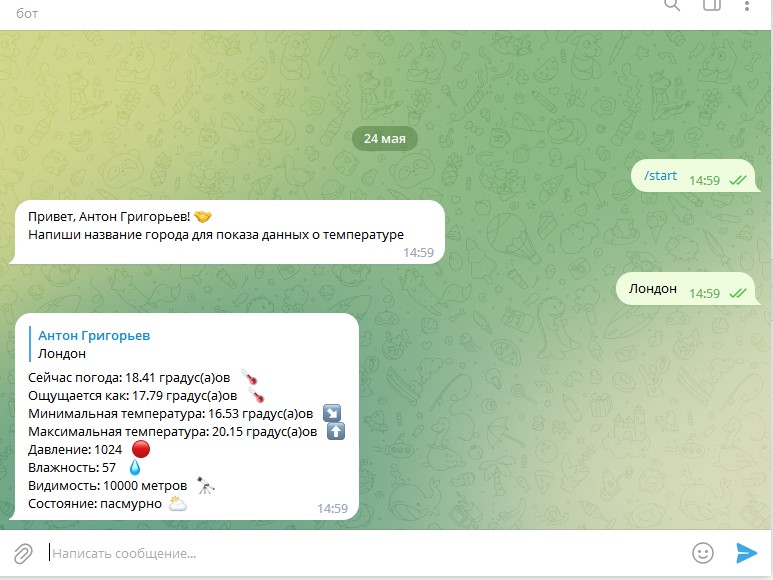 бот
24 мая
/start 14:59
Привет, Антон Григорьев! 🤝
Напиши название города для показа данных о температуре
14:59
Лондон 14:59
Антон Григорьев
Лондон
Сейчас погода: 18.41 градус(а)ов 🌡
Ощущается как: 17.79 градус(а)ов 🌡
Минимальная температура: 16.53 градус(а)ов ↘️
Максимальная температура: 20.15 градус(а)ов ⬆️
Давление: 1024 🔴
Влажность: 57 💧
Видимость: 10000 метров 🔭
Состояние: пасмурно 🌥
14:59
Написать сообщение...